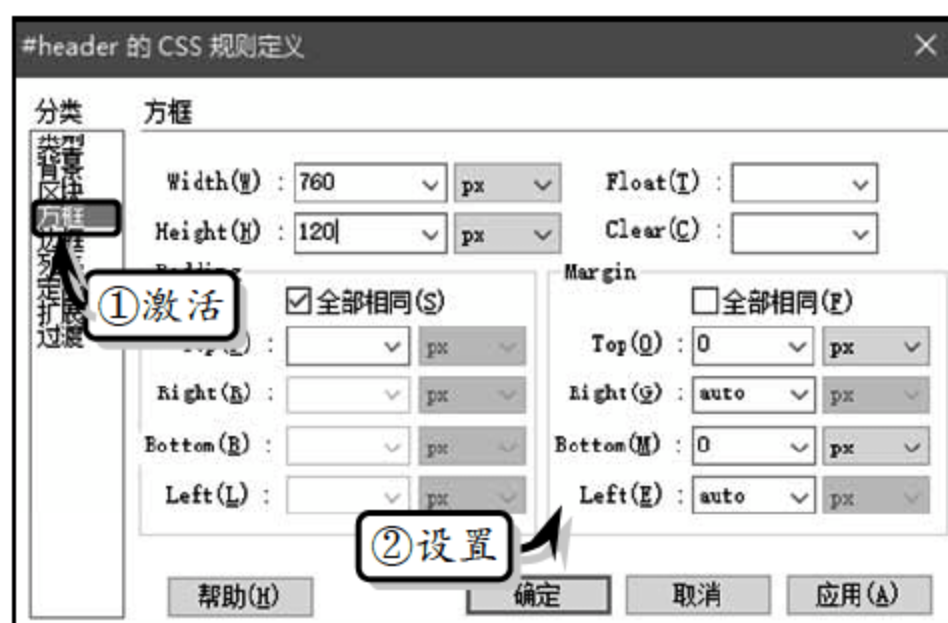 #header 的 CSS 规则定义
分类
类型
背景
区块
方框
边框
定位
扩展
过渡
方框
Width(W) : 760 px
Float(T) :
Height(H) : 120 px
Clear(C) :
全部相同(S)
px
Right(R) : px
Bottom(B) : px
Left(L) : px
Margin
全部相同(F)
Top(O) : 0 px
Right(G) : auto px
Bottom(M) : 0 px
Left(E) : auto px
①激活
②设置
帮助(H)
确定
取消
应用(A)